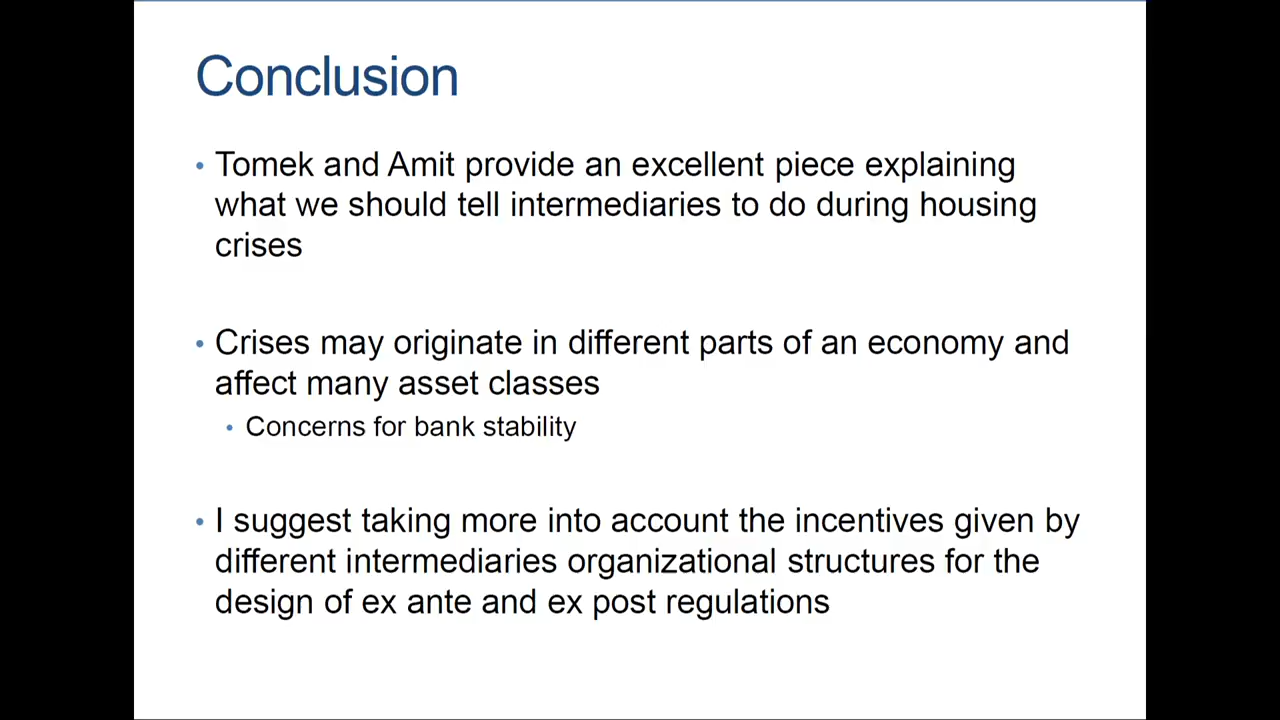 Conclusion
• Tomek and Amit provide an excellent piece explaining
what we should tell intermediaries to do during housing
crises
• Crises may originate in different parts of an economy and
affect many asset classes
• Concerns for bank stability
• I suggest taking more into account the incentives given by
different intermediaries organizational structures for the
design of ex ante and ex post regulations